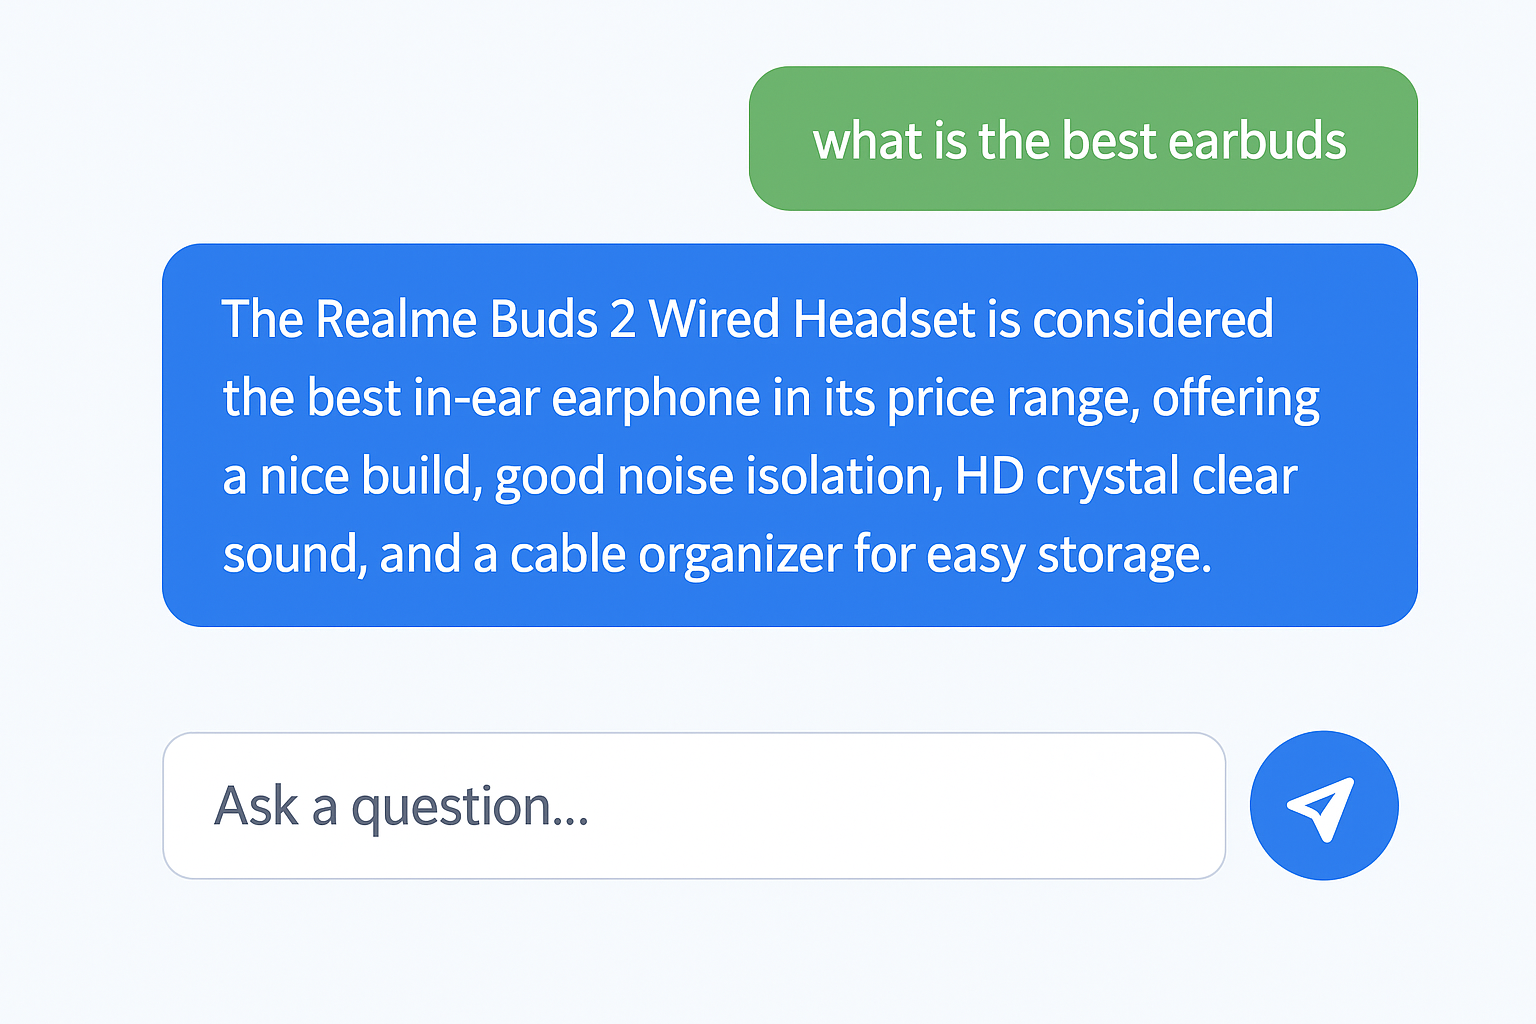 what is the best earbuds
The Realme Buds 2 Wired Headset is considered
the best in-ear earphone in its price range, offering
a nice build, good noise isolation, HD crystal clear
sound, and a cable organizer for easy storage.
Ask a question...